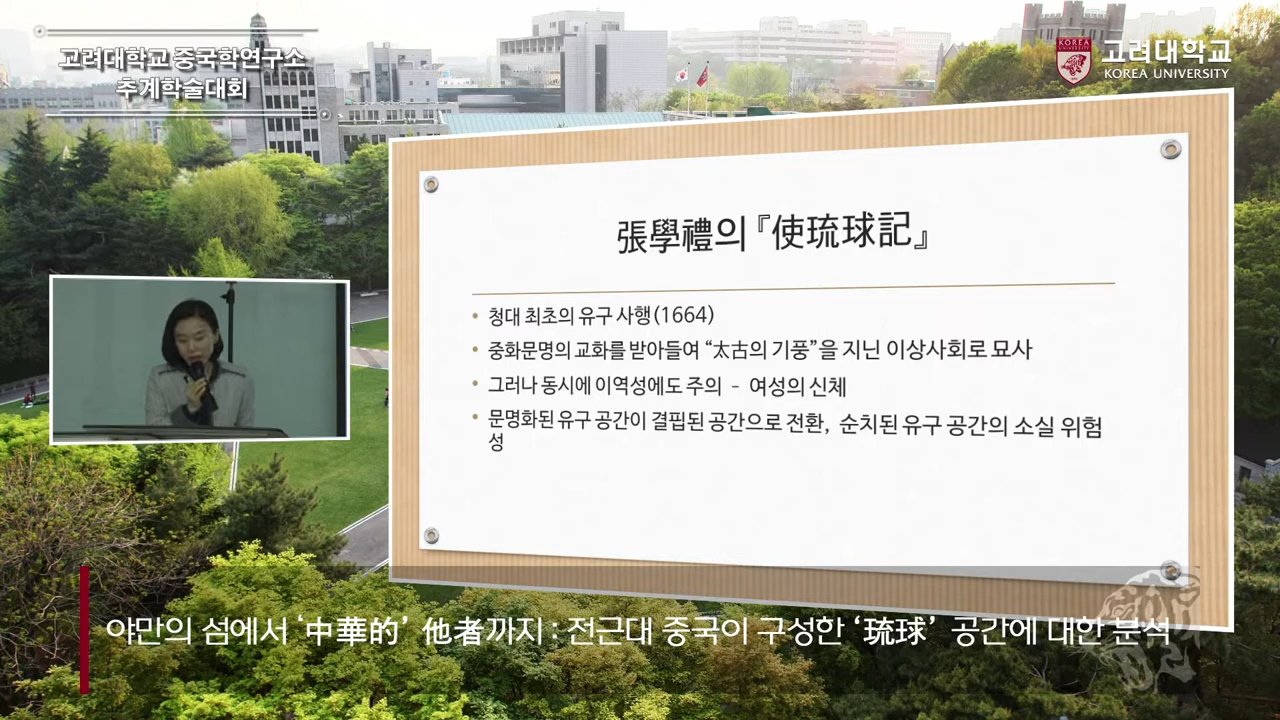 고려대학교 중국학연구소
추계학술대회
KOREA
고려대학교
KOREA UNIVERSITY
張學禮의『使琉球記』
• 청대 최초의 유구 사행(1664)
• 중화문명의 교화를 받아들여 “太古의 기풍”을 지닌 이상사회로 묘사
• 그러나 동시에 이역성에도 주의 – 여성의 신체
• 문명화된 유구 공간이 결핍된 공간으로 전환, 순치된 유구 공간의 소실 위험
성
야만의 섬에서 ‘中華的’ 他者까지 : 전근대 중국이 구성한 ‘琉球’ 공간에 대한 분석